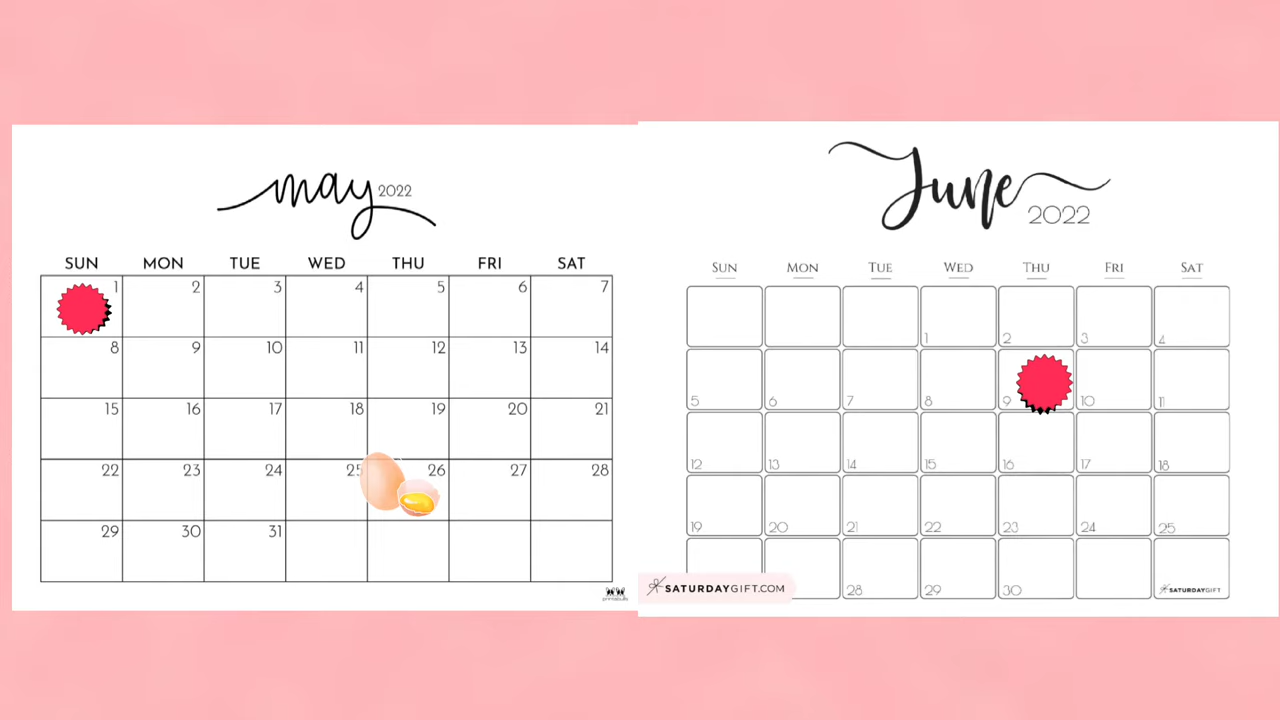 may 2022
SUN MON TUE WED THU FRI SAT
1 2 3 4 5 6 7
8 9 10 11 12 13 14
15 16 17 18 19 20 21
22 23 24 25 26 27 28
29 30 31
June
2022
SUN MON TUE WED THU FRI SAT
1 2 3 4
5 6 7 8 9 10 11
12 13 14 15 16 17 18
19 20 21 22 23 24 25
28 29 30
SATURDAYGIFT.COM
SATURDAYGIFT